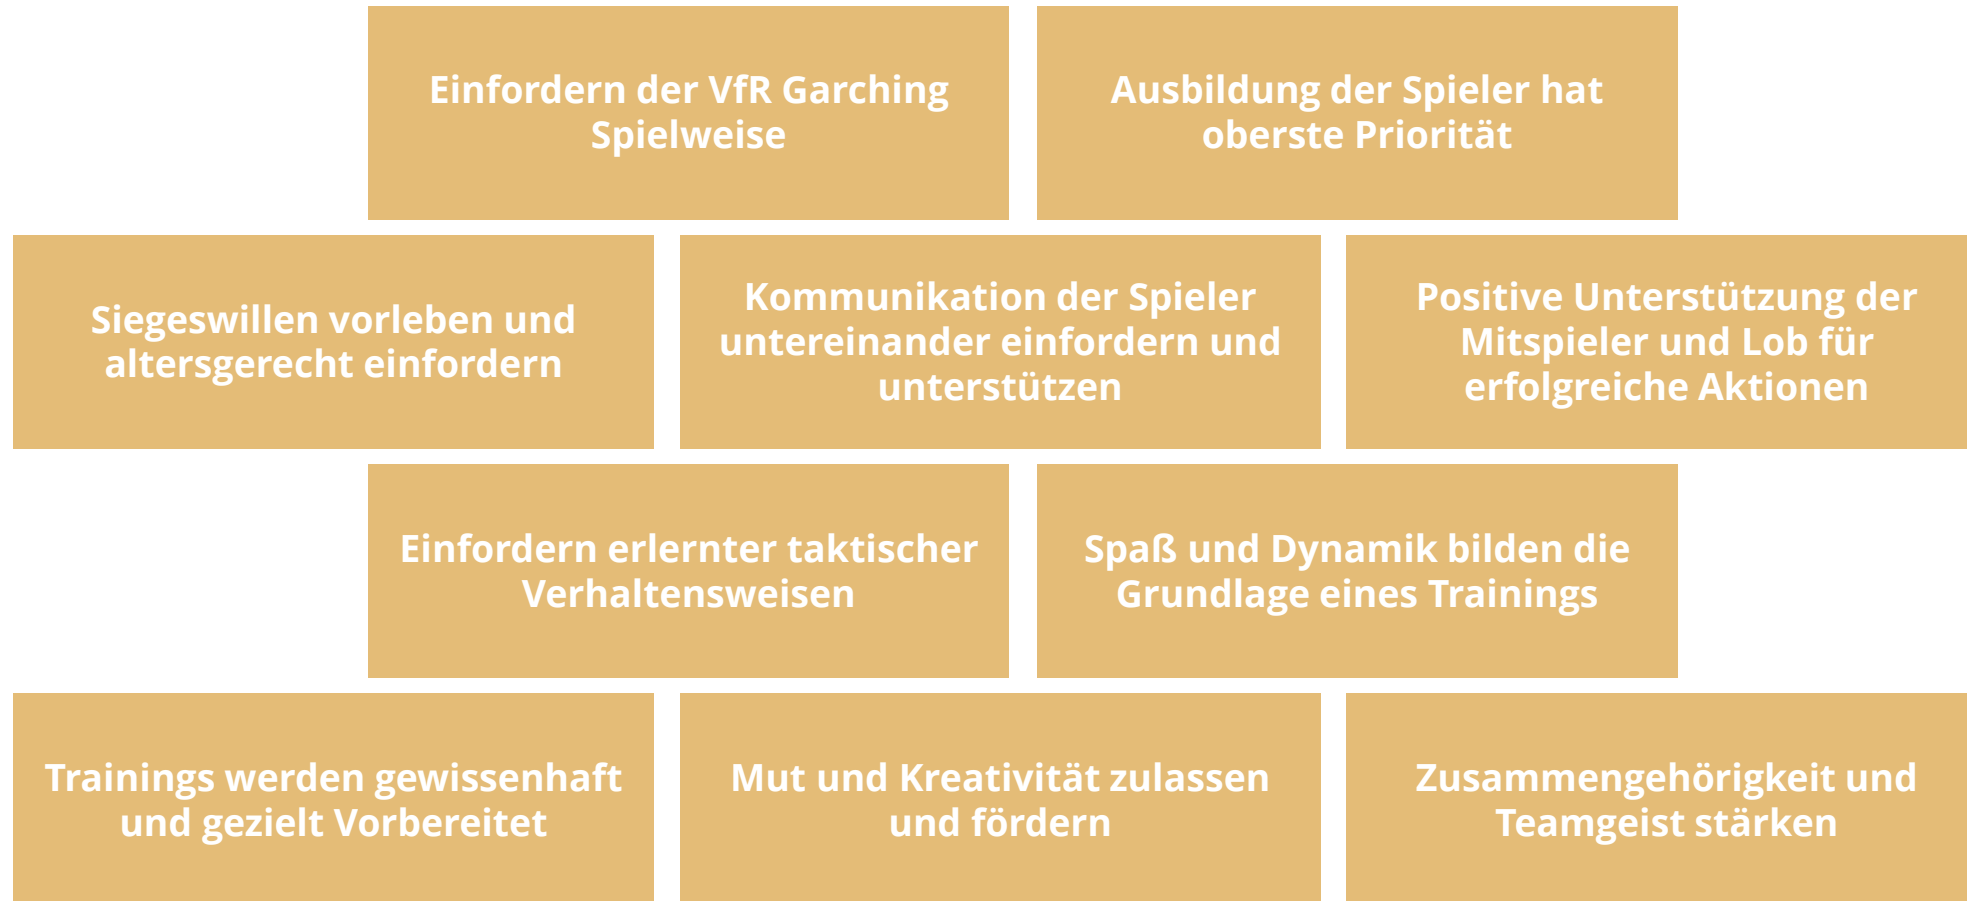 Einfordern der VfR Garching
Spielweise
Ausbildung der Spieler hat
oberste Priorität
Siegeswillen vorleben und
altersgerecht einfordern
Kommunikation der Spieler
untereinander einfordern und
unterstützen
Positive Unterstützung der
Mitspieler und Lob für
erfolgreiche Aktionen
Einfordern erlernter taktischer
Verhaltensweisen
Spaß und Dynamik bilden die
Grundlage eines Trainings
Trainings werden gewissenhaft
und gezielt Vorbereitet
Mut und Kreativität zulassen
und fördern
Zusammengehörigkeit und
Teamgeist stärken